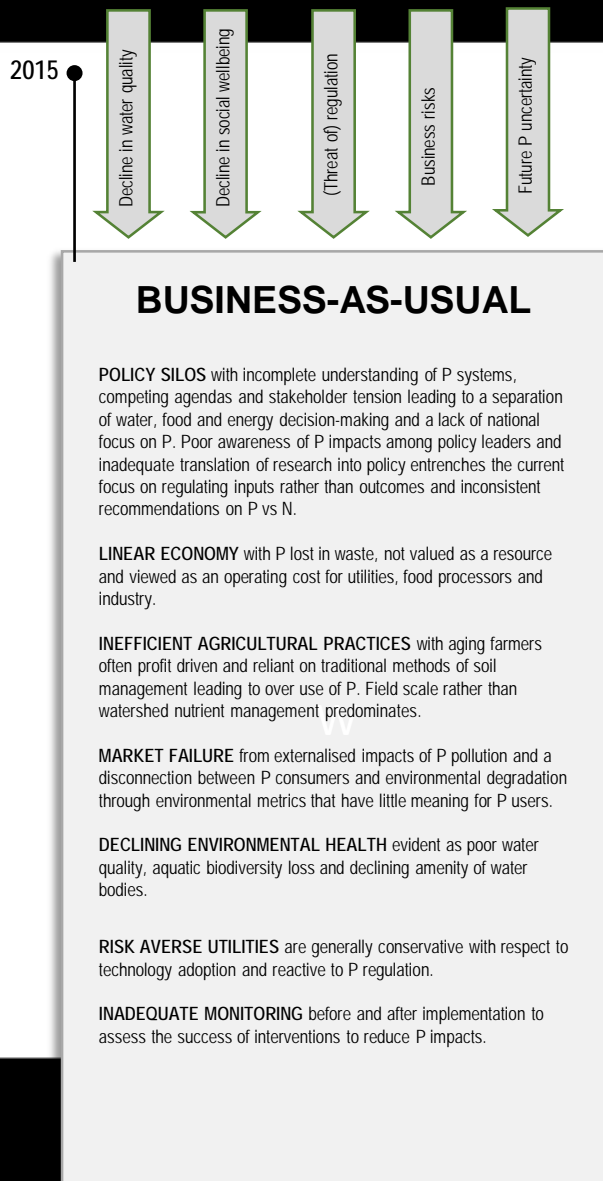 2015
Decline in water quality
Decline in social wellbeing
(Threat of) regulation
Business risks
Future P uncertainty
BUSINESS-AS-USUAL
POLICY SILOS with incomplete understanding of P systems,
competing agendas and stakeholder tension leading to a separation
of water, food and energy decision-making and a lack of national
focus on P. Poor awareness of P impacts among policy leaders and
inadequate translation of research into policy entrenches the current
focus on regulating inputs rather than outcomes and inconsistent
recommendations on P vs N.
LINEAR ECONOMY with P lost in waste, not valued as a resource
and viewed as an operating cost for utilities, food processors and
industry.
INEFFICIENT AGRICULTURAL PRACTICES with aging farmers
often profit driven and reliant on traditional methods of soil
management leading to over use of P. Field scale rather than
watershed nutrient management predominates.
MARKET FAILURE from externalised impacts of P pollution and a
disconnection between P consumers and environmental degradation
through environmental metrics that have little meaning for P users.
DECLINING ENVIRONMENTAL HEALTH evident as poor water
quality, aquatic biodiversity loss and declining amenity of water
bodies.
RISK AVERSE UTILITIES are generally conservative with respect to
technology adoption and reactive to P regulation.
INADEQUATE MONITORING before and after implementation to
assess the success of interventions to reduce P impacts.